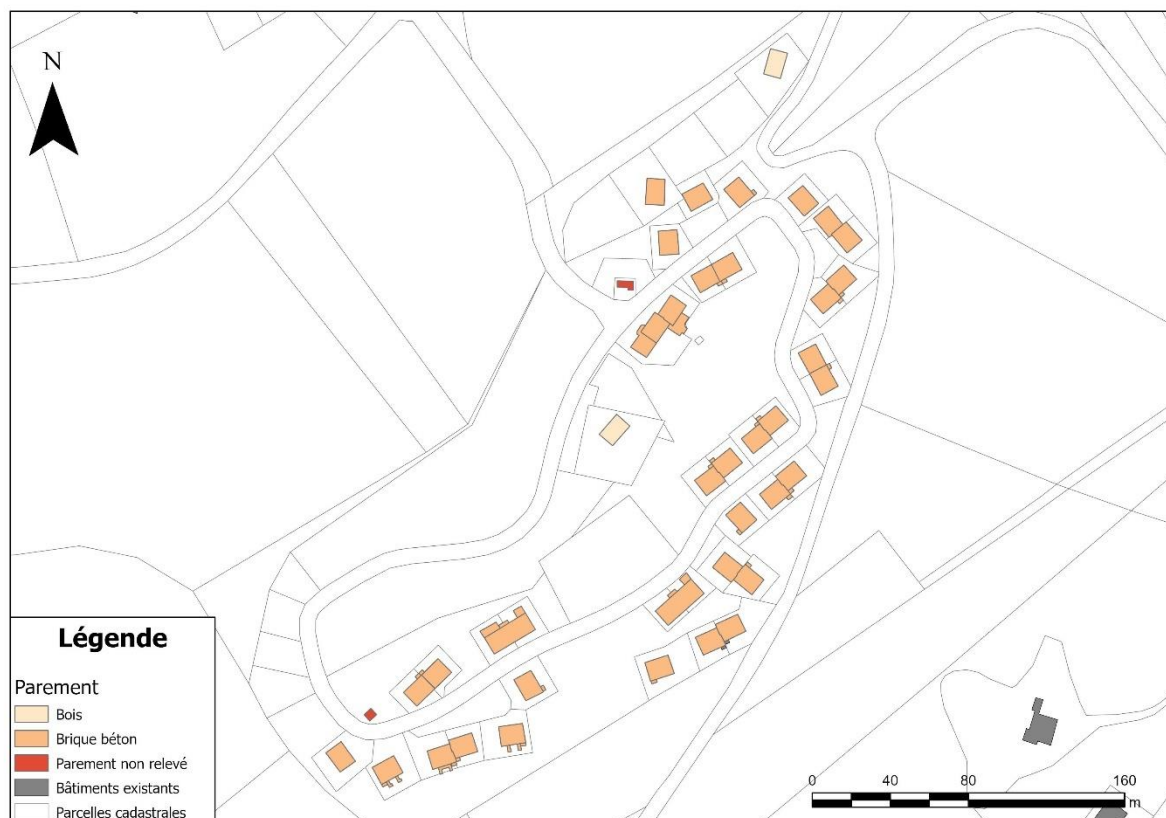 N
Légende
Parement
Bois
Brique béton
Parement non relevé
Bâtiments existants
Parcelles cadastrales
0 40 80 160
m